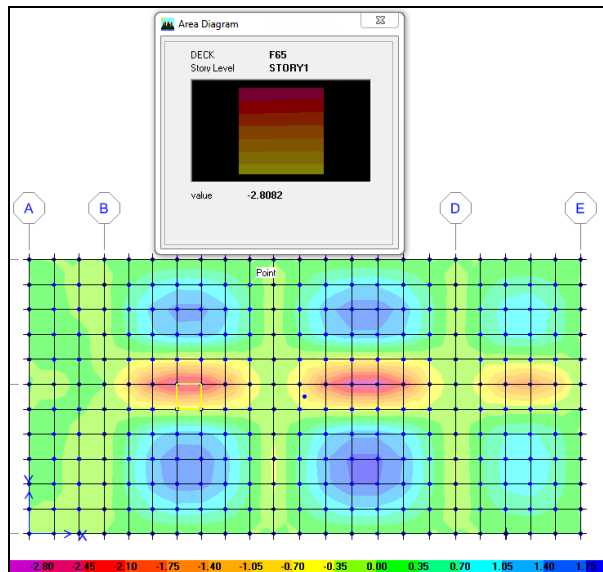 Area Diagram
DECK F65
Story Level STORY1
value -2.8082
A B D E
Point
Y
X
-2.80 -2.45 -2.10 -1.75 -1.40 -1.05 -0.70 -0.35 0.00 0.35 0.70 1.05 1.40 1.75